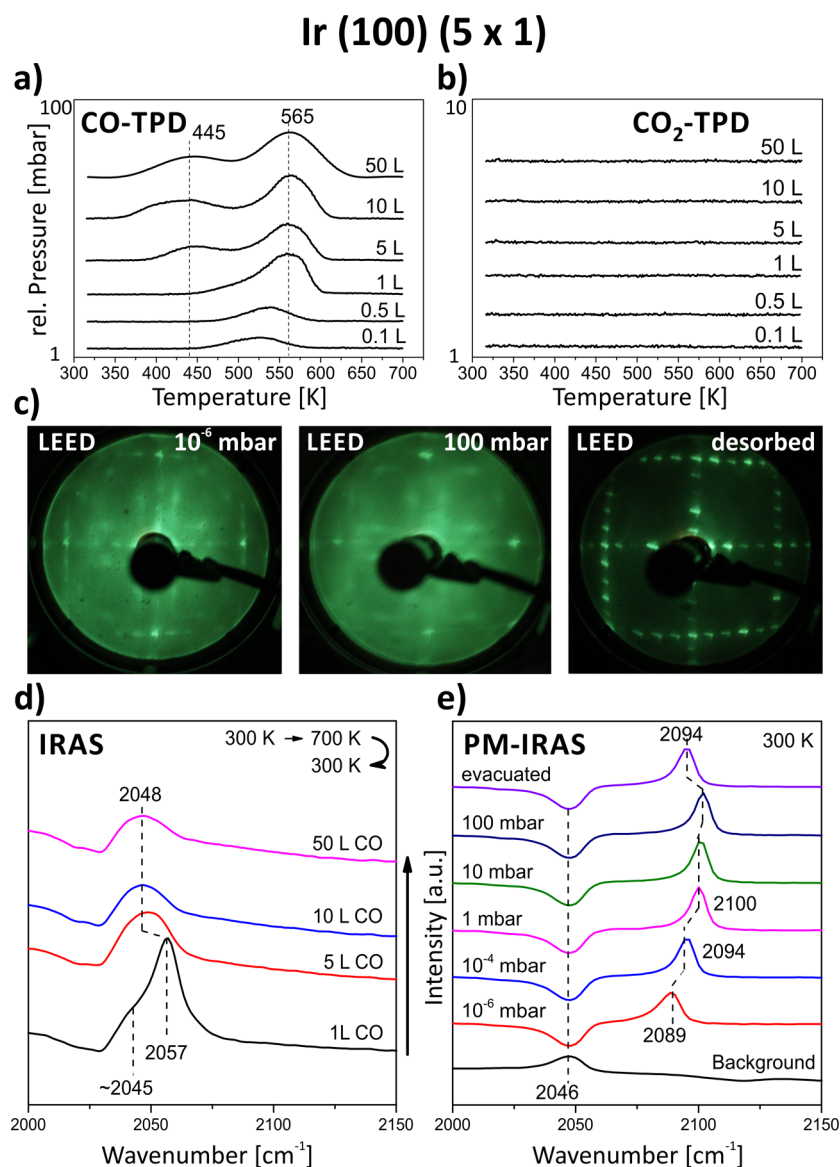 Ir (100) (5 x 1)
a)
100
CO-TPD
445
565
50 L
10 L
5 L
1 L
0.5 L
0.1 L
1
rel. Pressure [mbar]
300 350 400 450 500 550 600 650 700
Temperature [K]
b)
10
CO₂-TPD
50 L
10 L
5 L
1 L
0.5 L
0.1 L
1
300 350 400 450 500 550 600 650 700
Temperature [K]
c)
LEED 10⁻⁶ mbar
LEED 100 mbar
LEED desorbed
d)
IRAS
300 K → 700 K
300 K
2048
50 L CO
10 L CO
5 L CO
1L CO
2057
~2045
2000 2050 2100 2150
Wavenumber [cm⁻¹]
e)
PM-IRAS
2094
300 K
evacuated
100 mbar
10 mbar
1 mbar
2100
10⁻⁴ mbar
2094
10⁻⁶ mbar
2089
Background
2046
Intensity [a.u.]
2000 2050 2100 2150
Wavenumber [cm⁻¹]